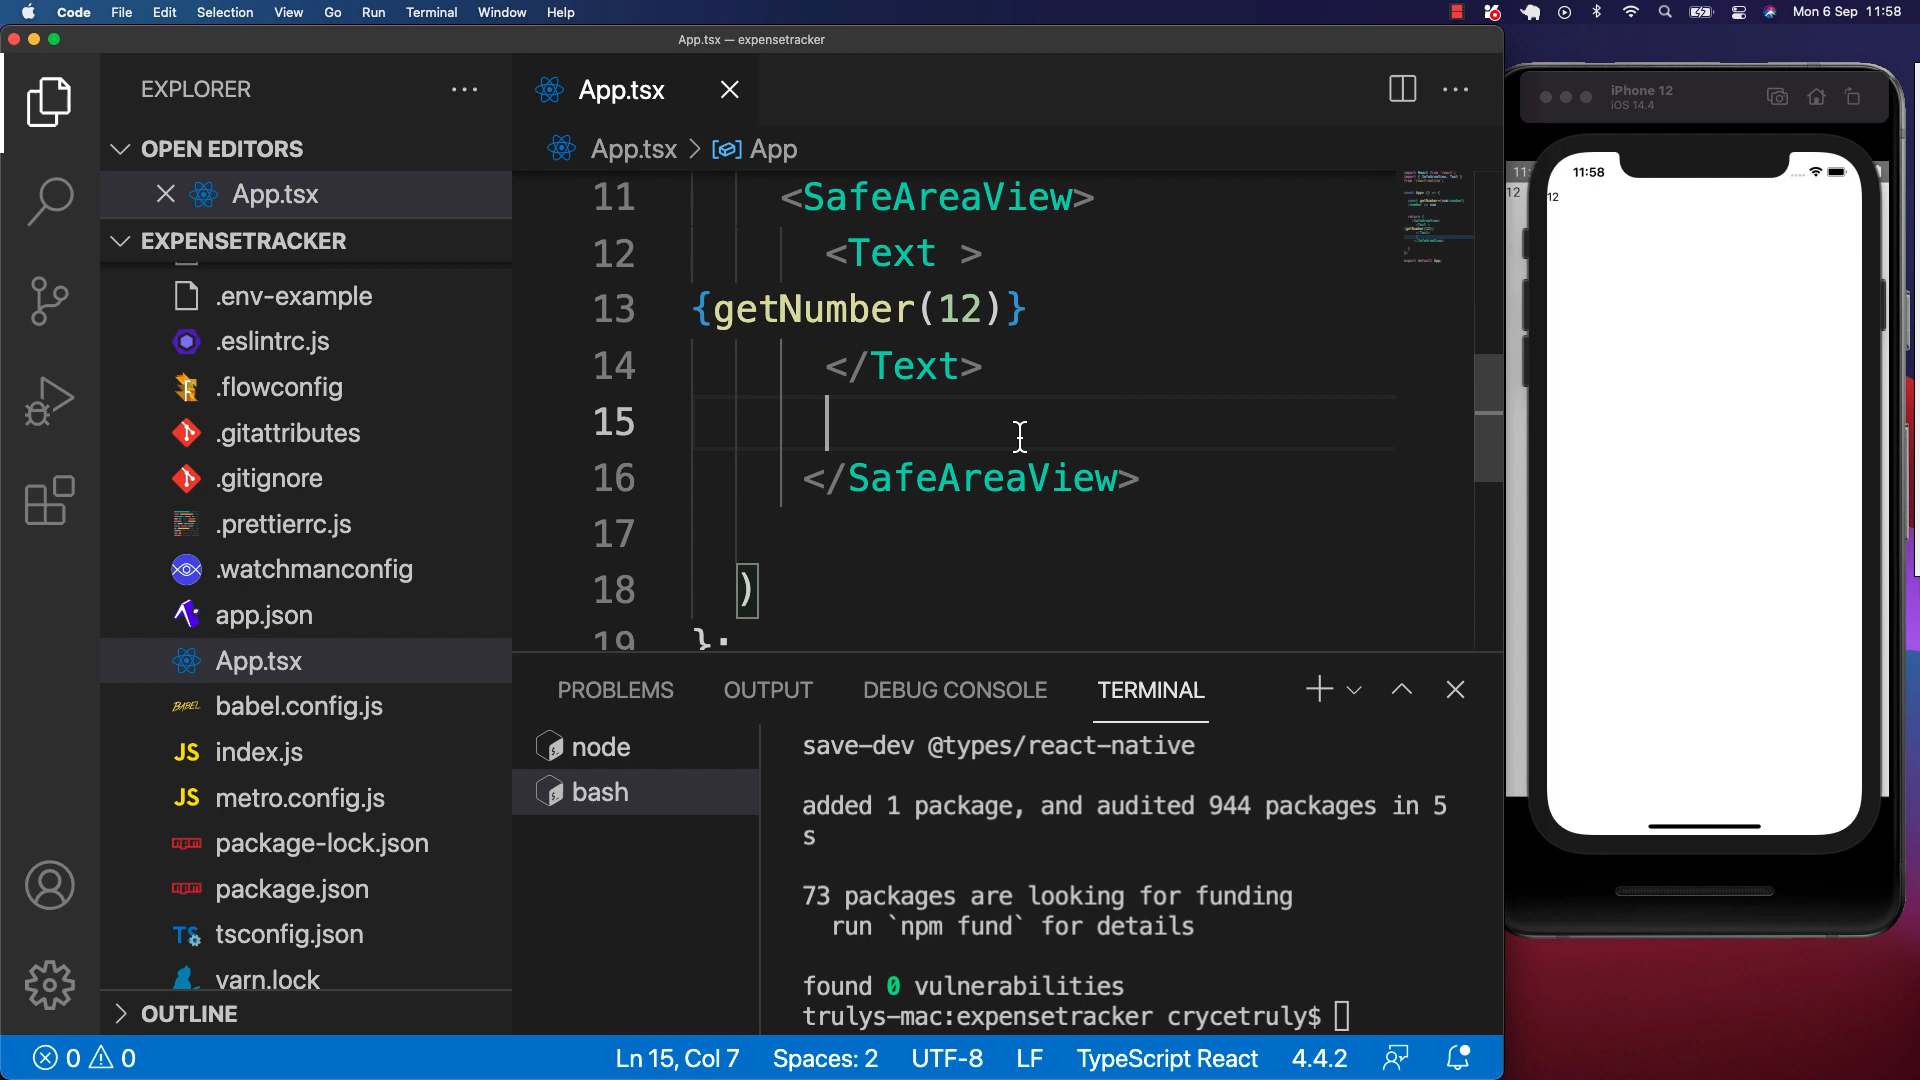 Code File Edit Selection View Go Run Terminal Window Help
Mon 6 Sep 11:58
App.tsx — expensetracker
EXPLORER
OPEN EDITORS
App.tsx
EXPENSETRACKER
.env-example
.eslintrc.js
.flowconfig
.gitattributes
.gitignore
.prettierrc.js
.watchmanconfig
app.json
App.tsx
BABEL babel.config.js
JS index.js
JS metro.config.js
package-lock.json
package.json
TS tsconfig.json
yarn.lock
OUTLINE
App.tsx
App.tsx > App
11 <SafeAreaView>
12 <Text >
13 {getNumber(12)}
14 </Text>
15
16 </SafeAreaView>
17
18 )
19 };
PROBLEMS OUTPUT DEBUG CONSOLE TERMINAL
node
bash
save-dev @types/react-native
added 1 package, and audited 944 packages in 5
s
73 packages are looking for funding
run `npm fund` for details
found 0 vulnerabilities
trulys-mac:expensetracker crycetruly$
0 0
Ln 15, Col 7 Spaces: 2 UTF-8 LF TypeScript React 4.4.2
iPhone 12
iOS 14.4
11:58
12
11:
12